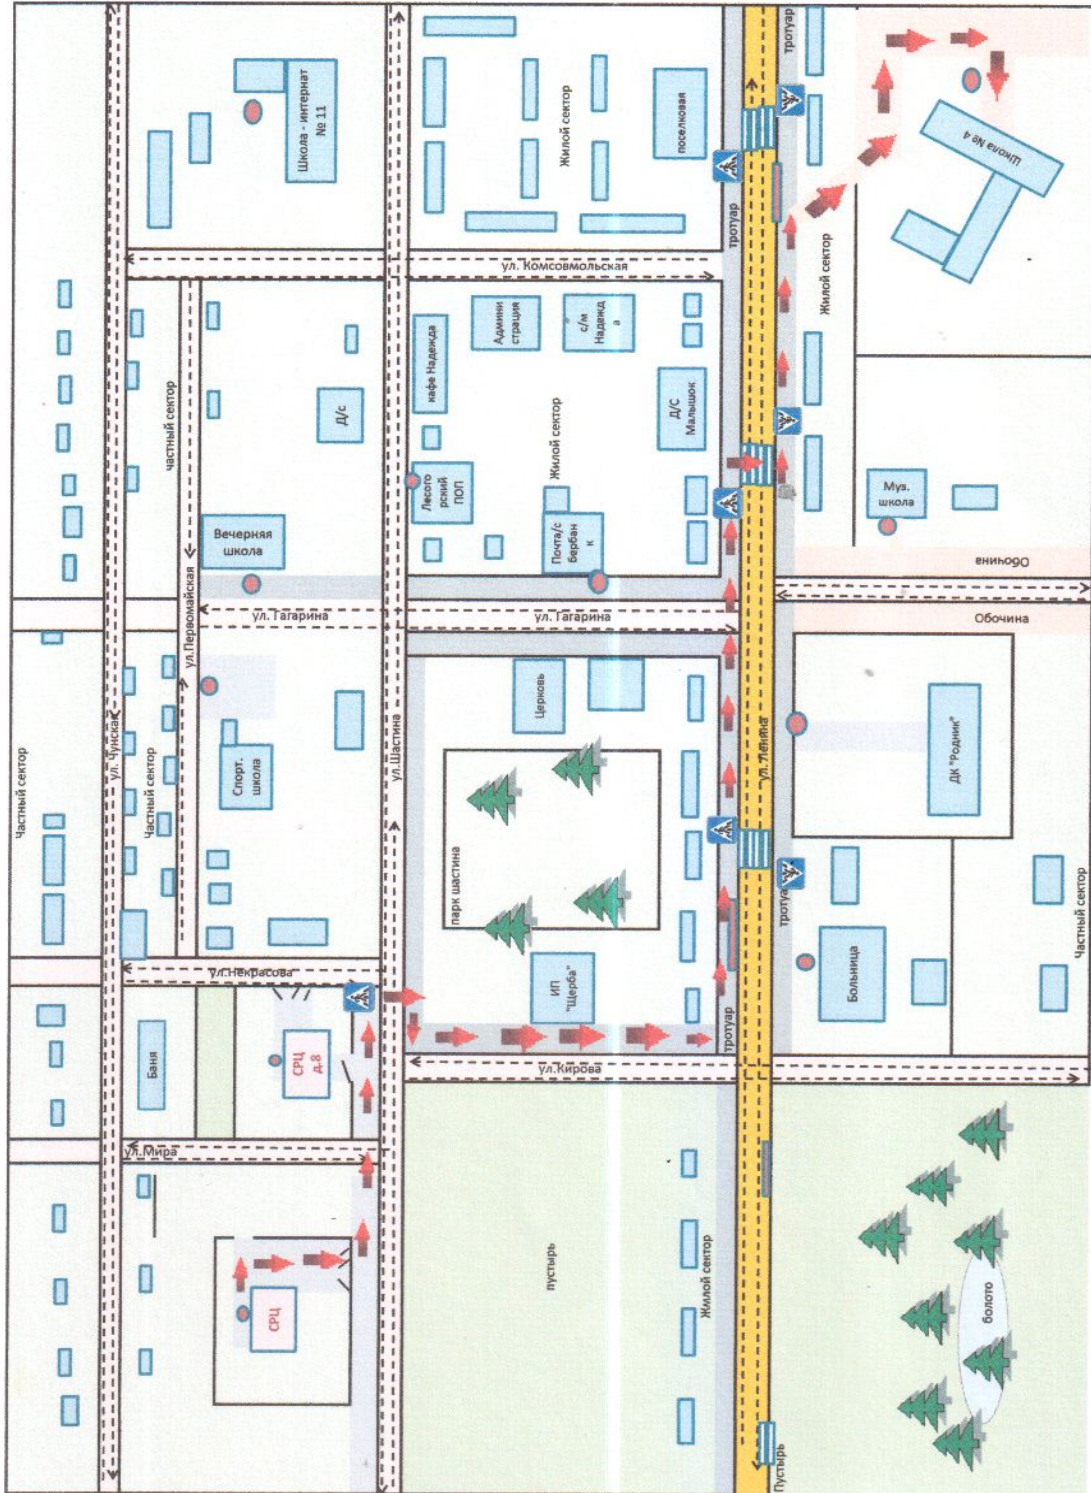 Школа - интернат
№ 11
Жилой сектор
поселковая
тротуар
тротуар
Школа № 4
ул. Комсовмольская
Жилой сектор
частный сектор
Д/с
кафе Надежда
Админи
страция
с/м
Надежд
а
Жилой сектор
Д/С
Малышок
Лесого
рский
ПОП
Почта/с
бербан
к
Муз.
школа
Вечерняя
школа
Обочина
ул.Первомайская
ул. Гагарина
ул. Гагарина
Обочина
Частный сектор
ул. Чунская
Частный сектор
Спорт.
школа
ул.Шастина
Церковь
парк шастина
ул. Ленина
ДК "Родник"
тротуар
Больница
Частный сектор
ул.Некрасова
ИП
"Щерба"
тротуар
Баня
СРЦ
д.8
ул.Кирова
ул.Мира
СРЦ
пустырь
Жилой сектор
болото
Пустырь